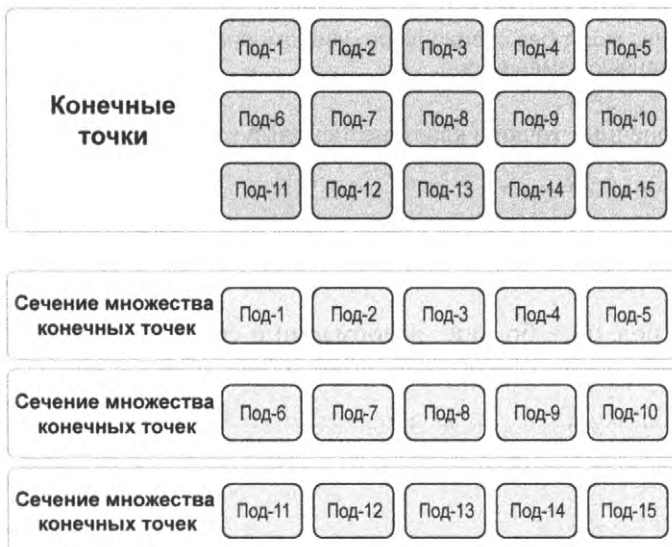 Под-1 Под-2 Под-3 Под-4 Под-5
Конечные
точки
Под-6 Под-7 Под-8 Под-9 Под-10
Под-11 Под-12 Под-13 Под-14 Под-15
Сечение множества
конечных точек
Под-1 Под-2 Под-3 Под-4 Под-5
Сечение множества
конечных точек
Под-6 Под-7 Под-8 Под-9 Под-10
Сечение множества
конечных точек
Под-11 Под-12 Под-13 Под-14 Под-15